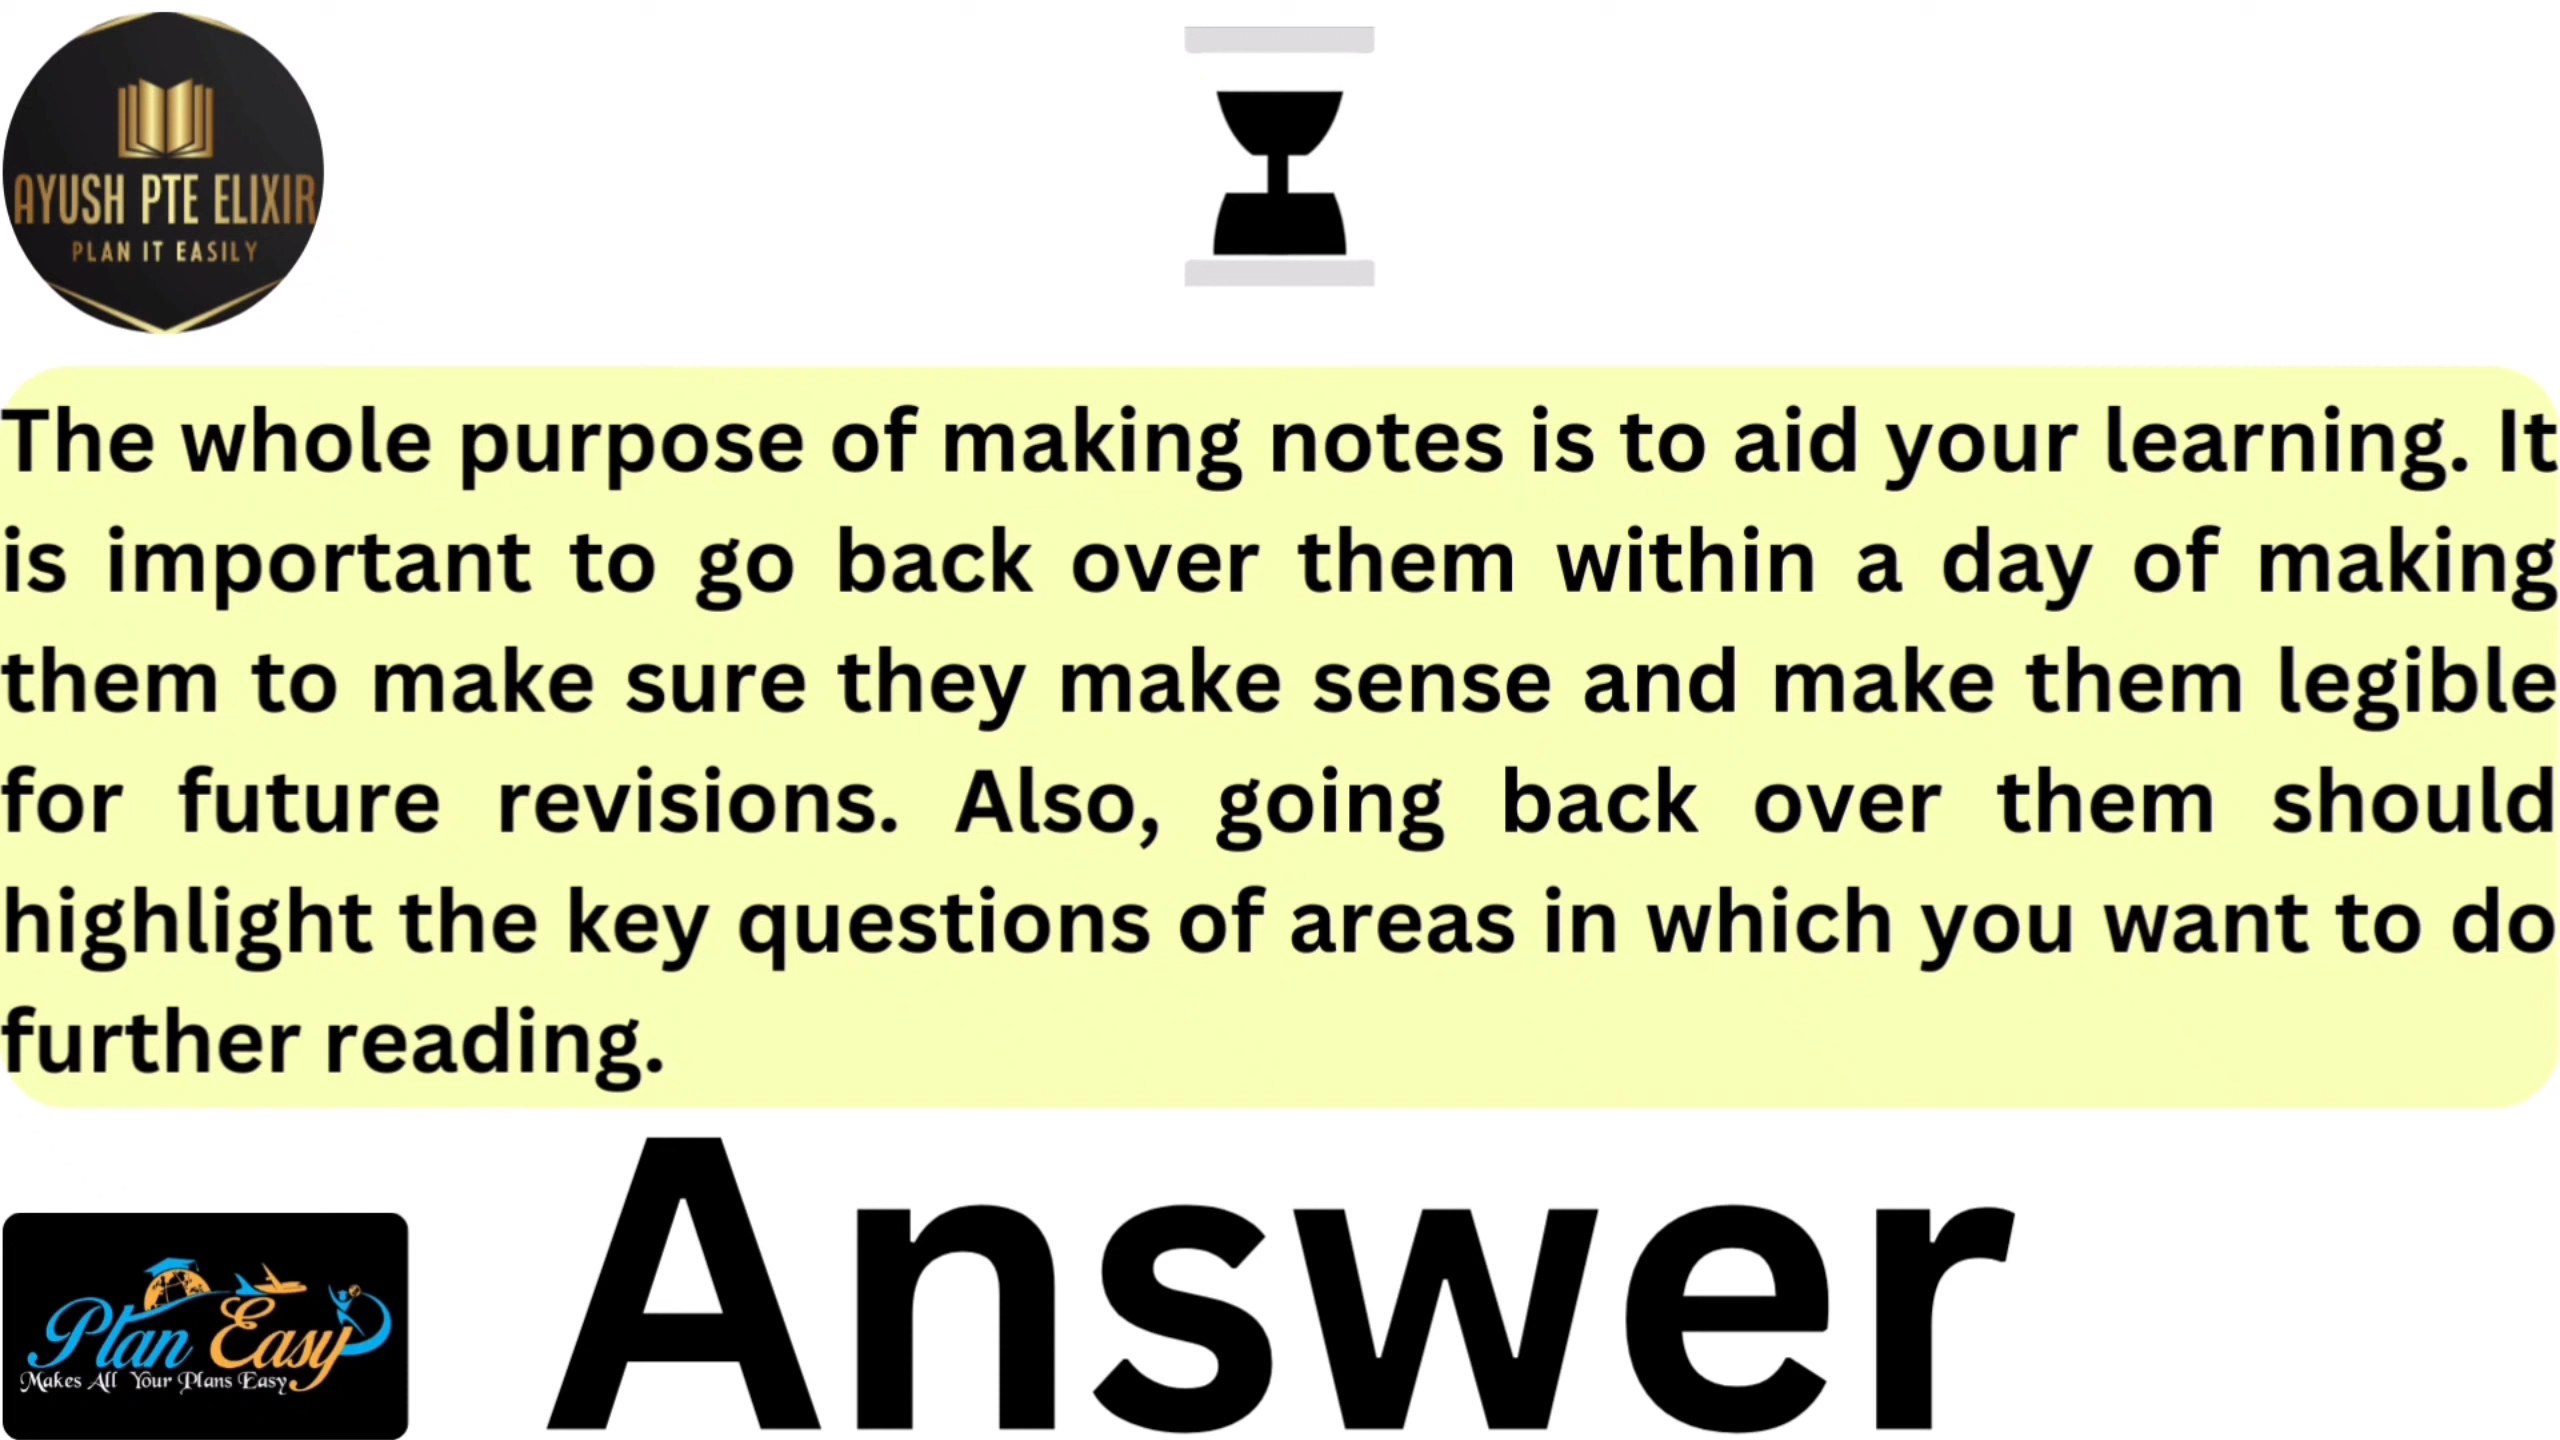 AYUSH PTE ELIXIR
PLAN IT EASILY
The whole purpose of making notes is to aid your learning. It
is important to go back over them within a day of making
them to make sure they make sense and make them legible
for future revisions. Also, going back over them should
highlight the key questions of areas in which you want to do
further reading.
Plan Easy
Makes All Your Plans Easy
Answer